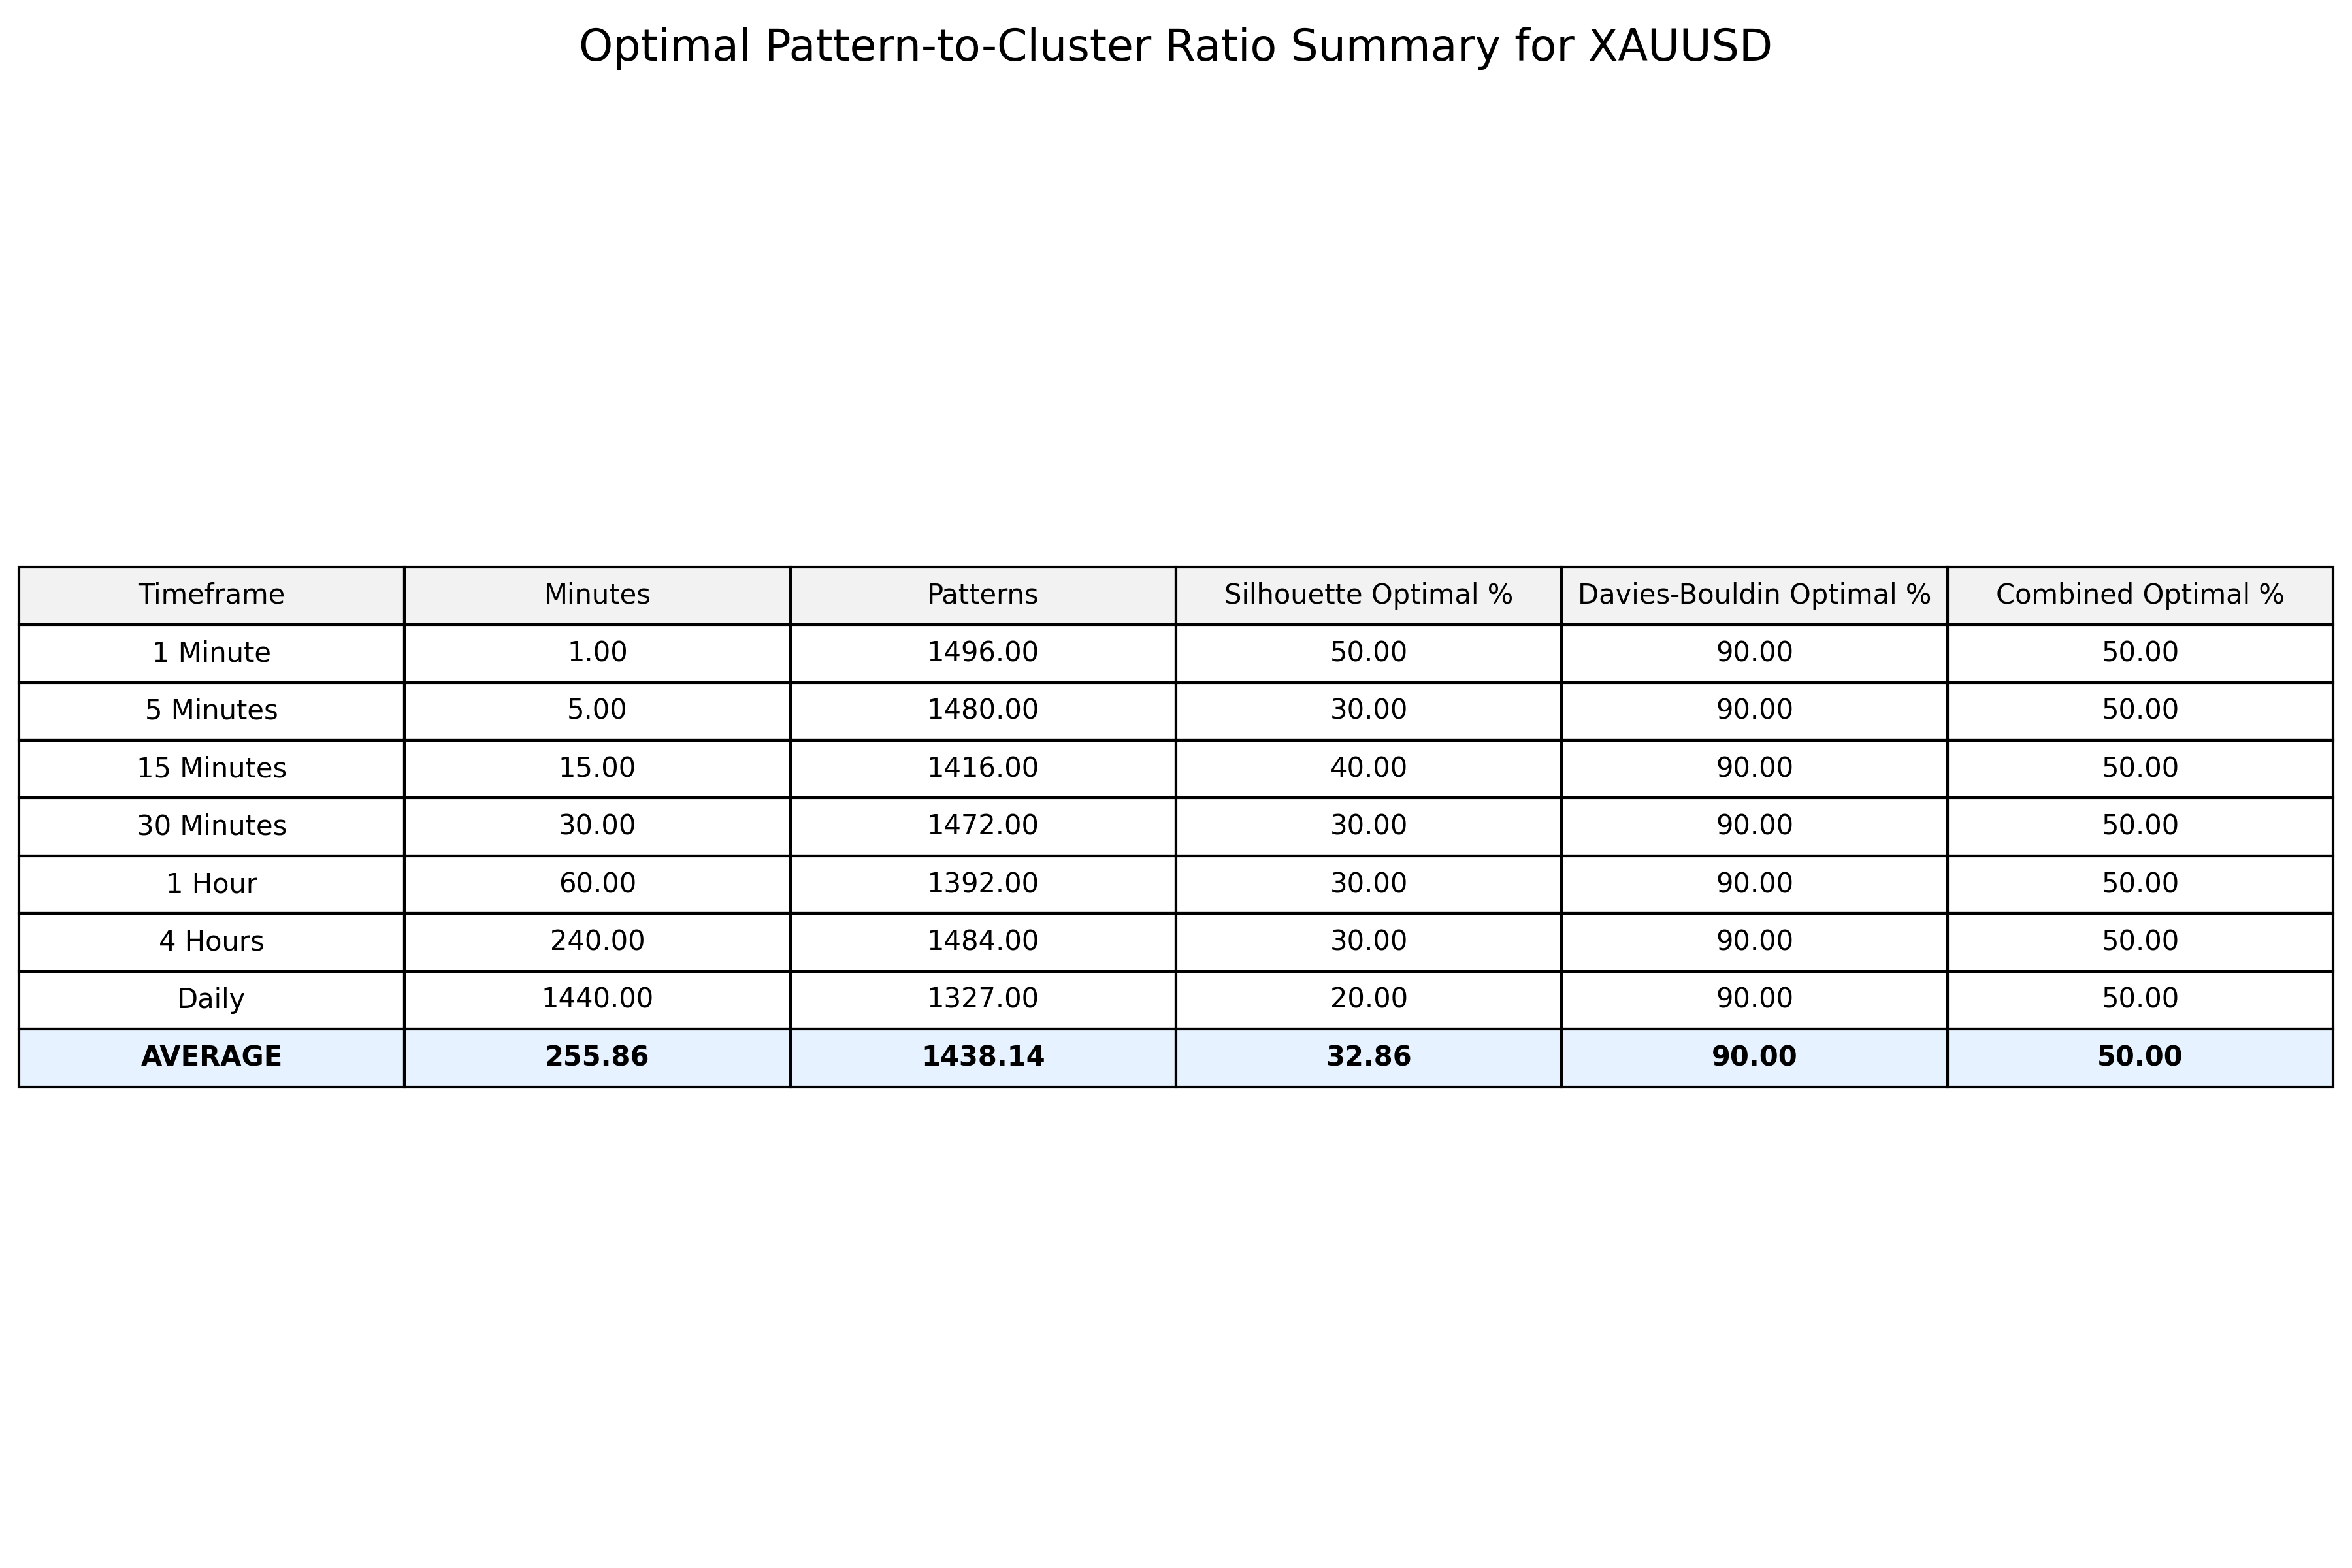 Optimal Pattern-to-Cluster Ratio Summary for XAUUSD
Timeframe Minutes Patterns Silhouette Optimal % Davies-Bouldin Optimal % Combined Optimal %
1 Minute 1.00 1496.00 50.00 90.00 50.00
5 Minutes 5.00 1480.00 30.00 90.00 50.00
15 Minutes 15.00 1416.00 40.00 90.00 50.00
30 Minutes 30.00 1472.00 30.00 90.00 50.00
1 Hour 60.00 1392.00 30.00 90.00 50.00
4 Hours 240.00 1484.00 30.00 90.00 50.00
Daily 1440.00 1327.00 20.00 90.00 50.00
AVERAGE 255.86 1438.14 32.86 90.00 50.00